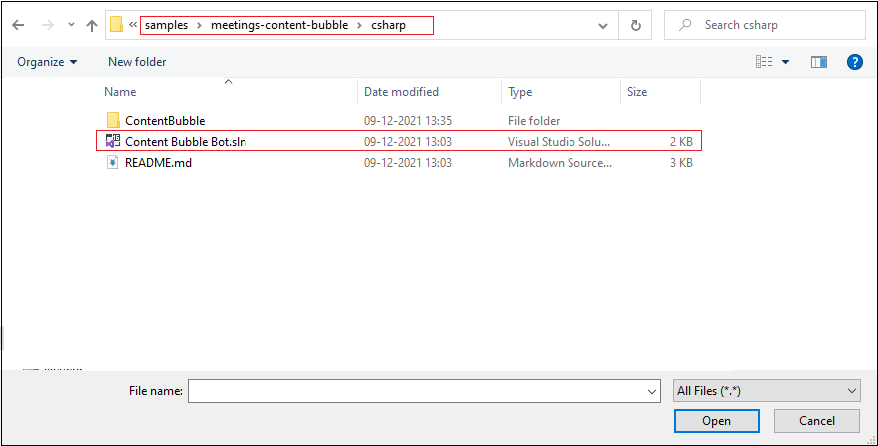 « samples > meetings-content-bubble > csharp
Search csharp
Organize New folder
?
Name Date modified Type Size
ContentBubble 09-12-2021 13:35 File folder
Content Bubble Bot.sln 09-12-2021 13:03 Visual Studio Solu... 2 KB
README.md 09-12-2021 13:03 Markdown Source... 3 KB
File name: All Files (*.*)
Open Cancel